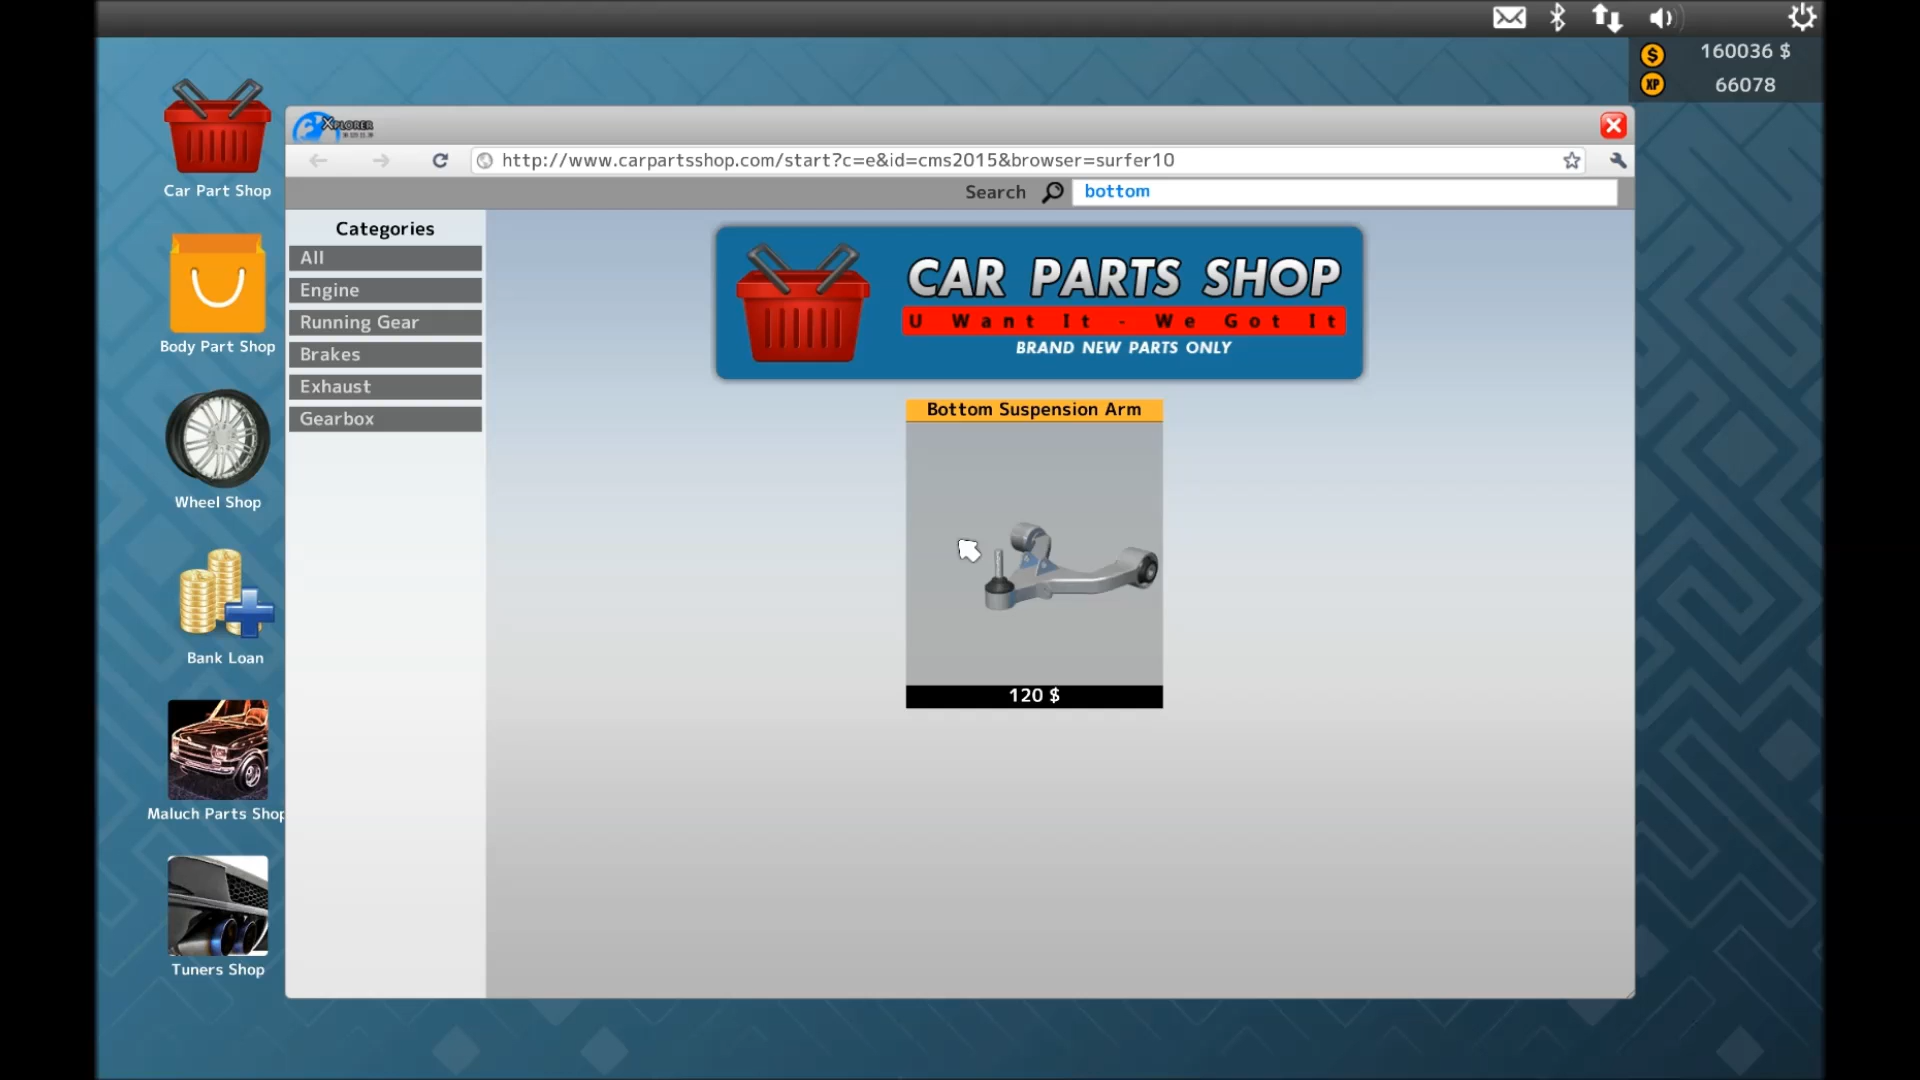 160036 $
XP 66078
Car Part Shop
Body Part Shop
Wheel Shop
Bank Loan
Maluch Parts Shop
Tuners Shop
XPLORER
http://www.carpartsshop.com/start?c=e&id=cms2015&browser=surfer10
Search bottom
Categories
All
Engine
Running Gear
Brakes
Exhaust
Gearbox
CAR PARTS SHOP
U Want It - We Got It
BRAND NEW PARTS ONLY
Bottom Suspension Arm
120 $